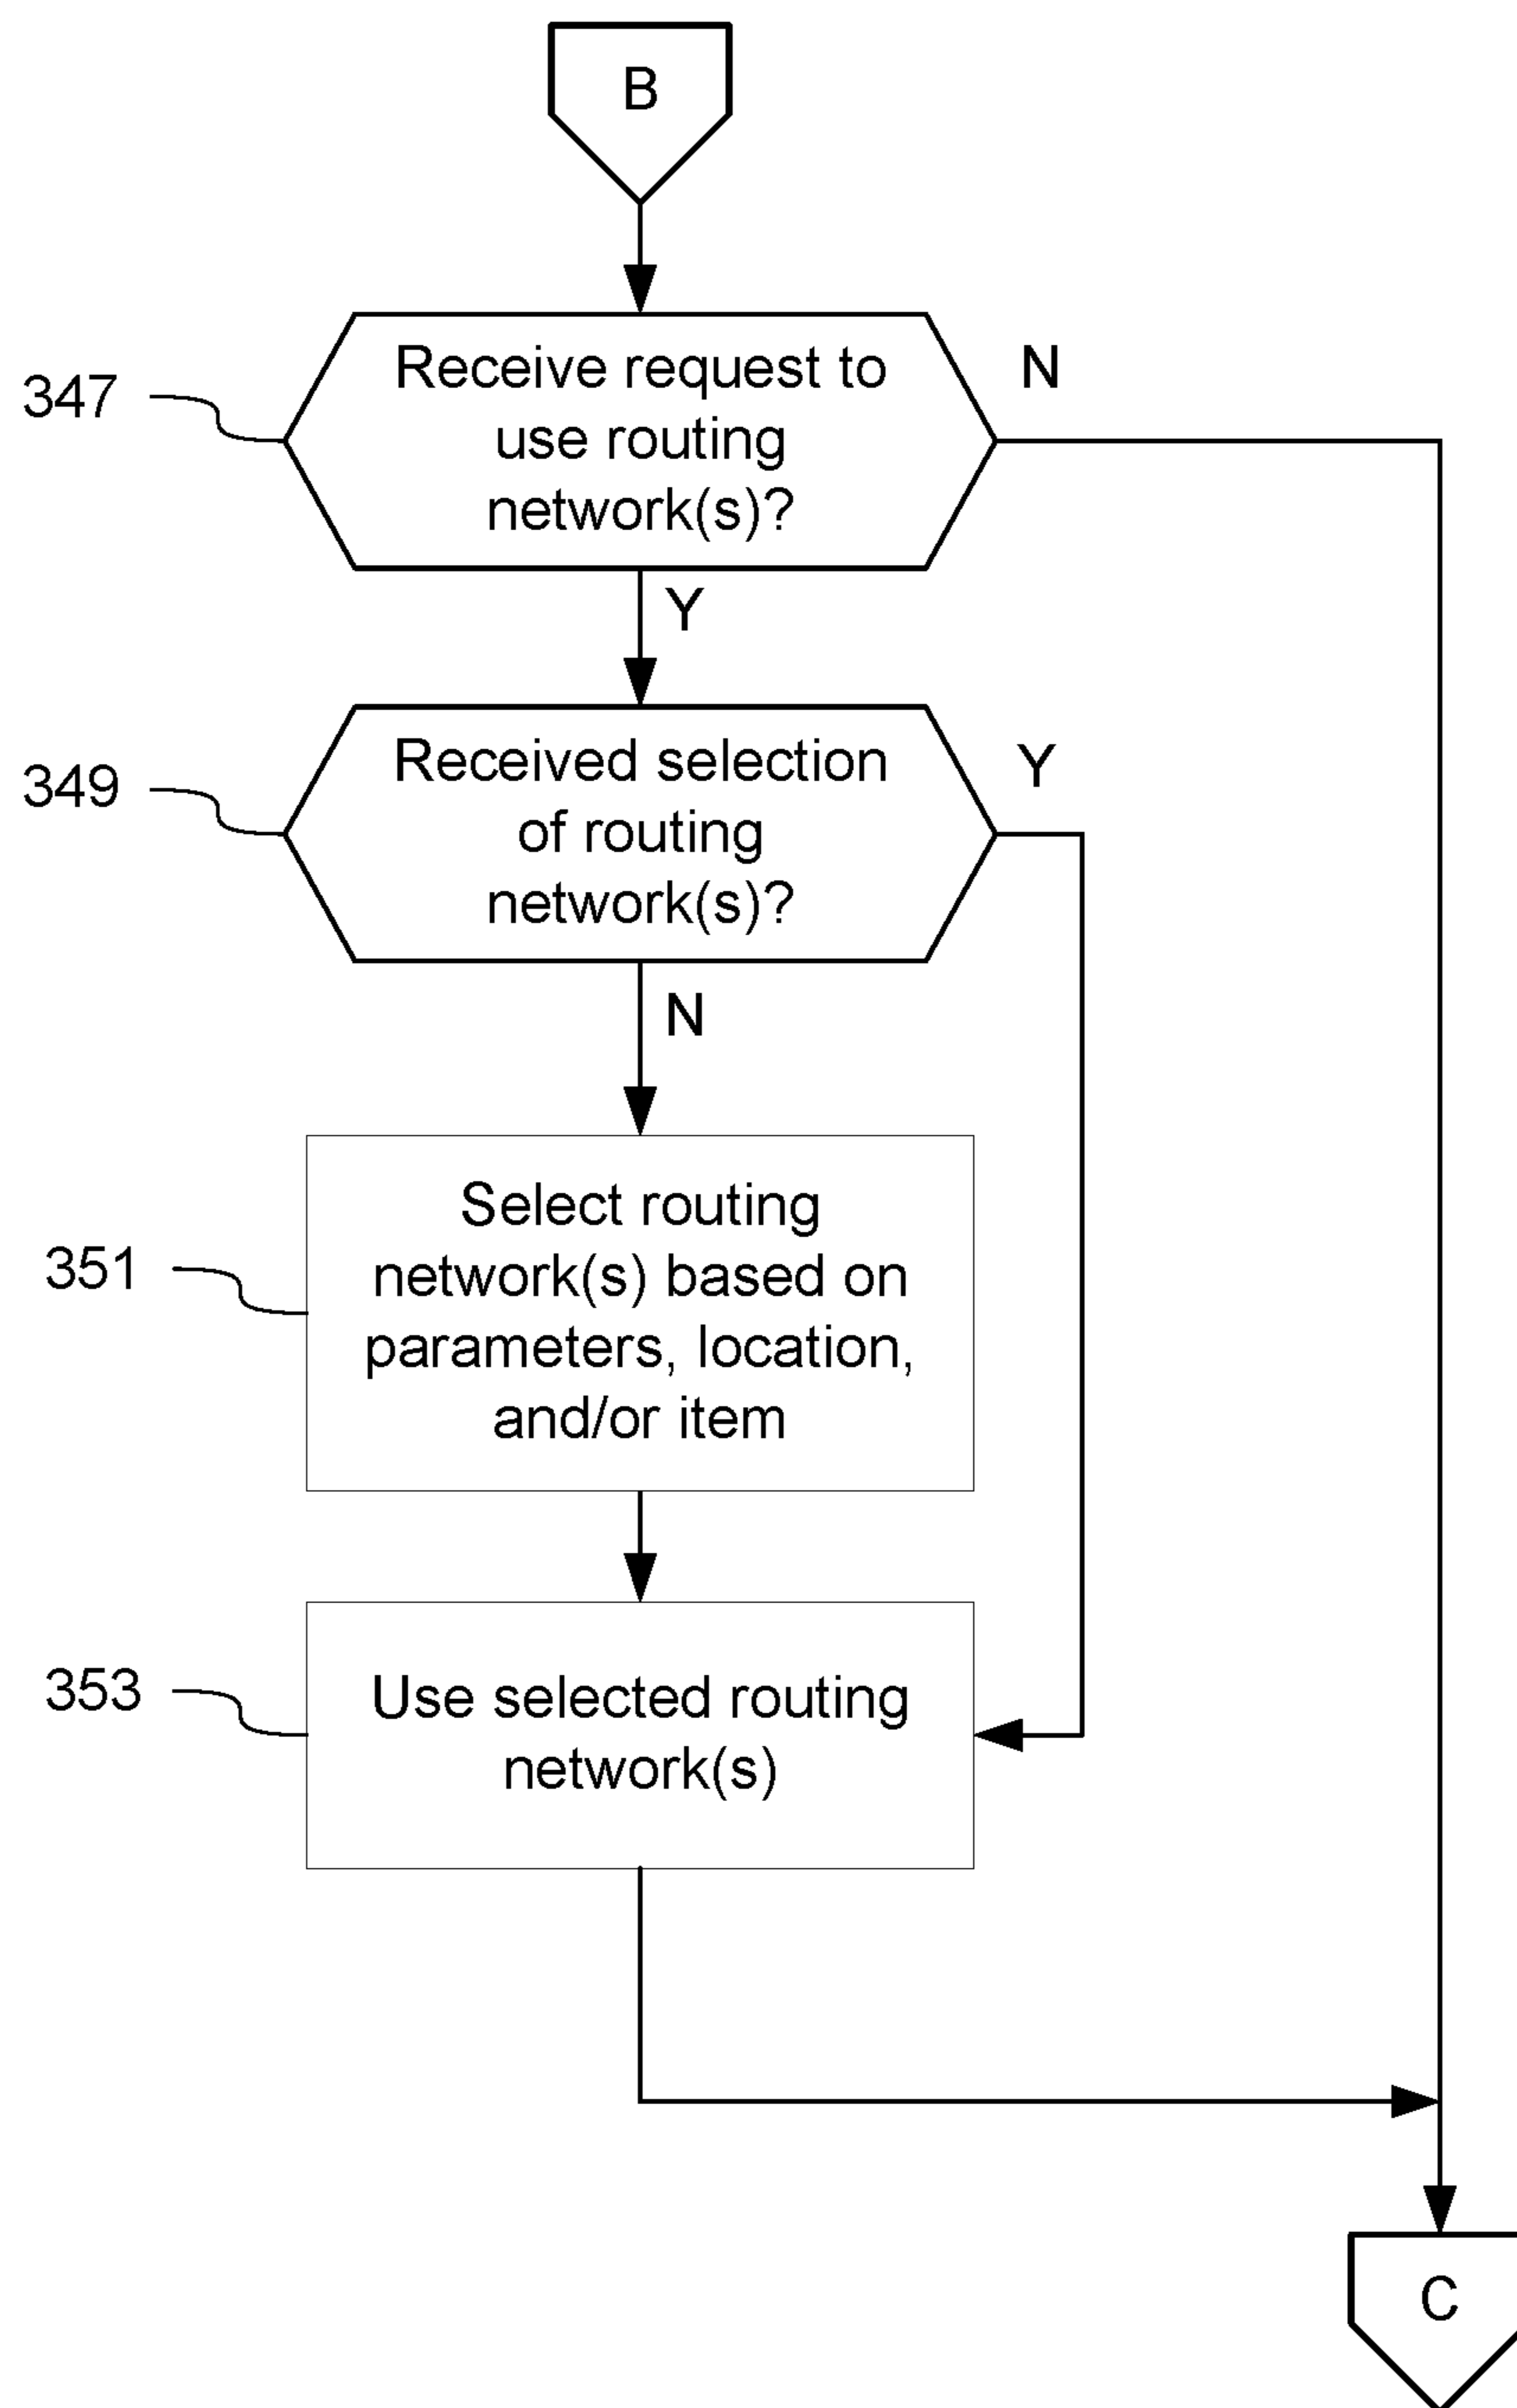 B
347
Receive request to
use routing
network(s)?
N
Y
349
Received selection
of routing
network(s)?
Y
N
351
Select routing
network(s) based on
parameters, location,
and/or item
353
Use selected routing
network(s)
C